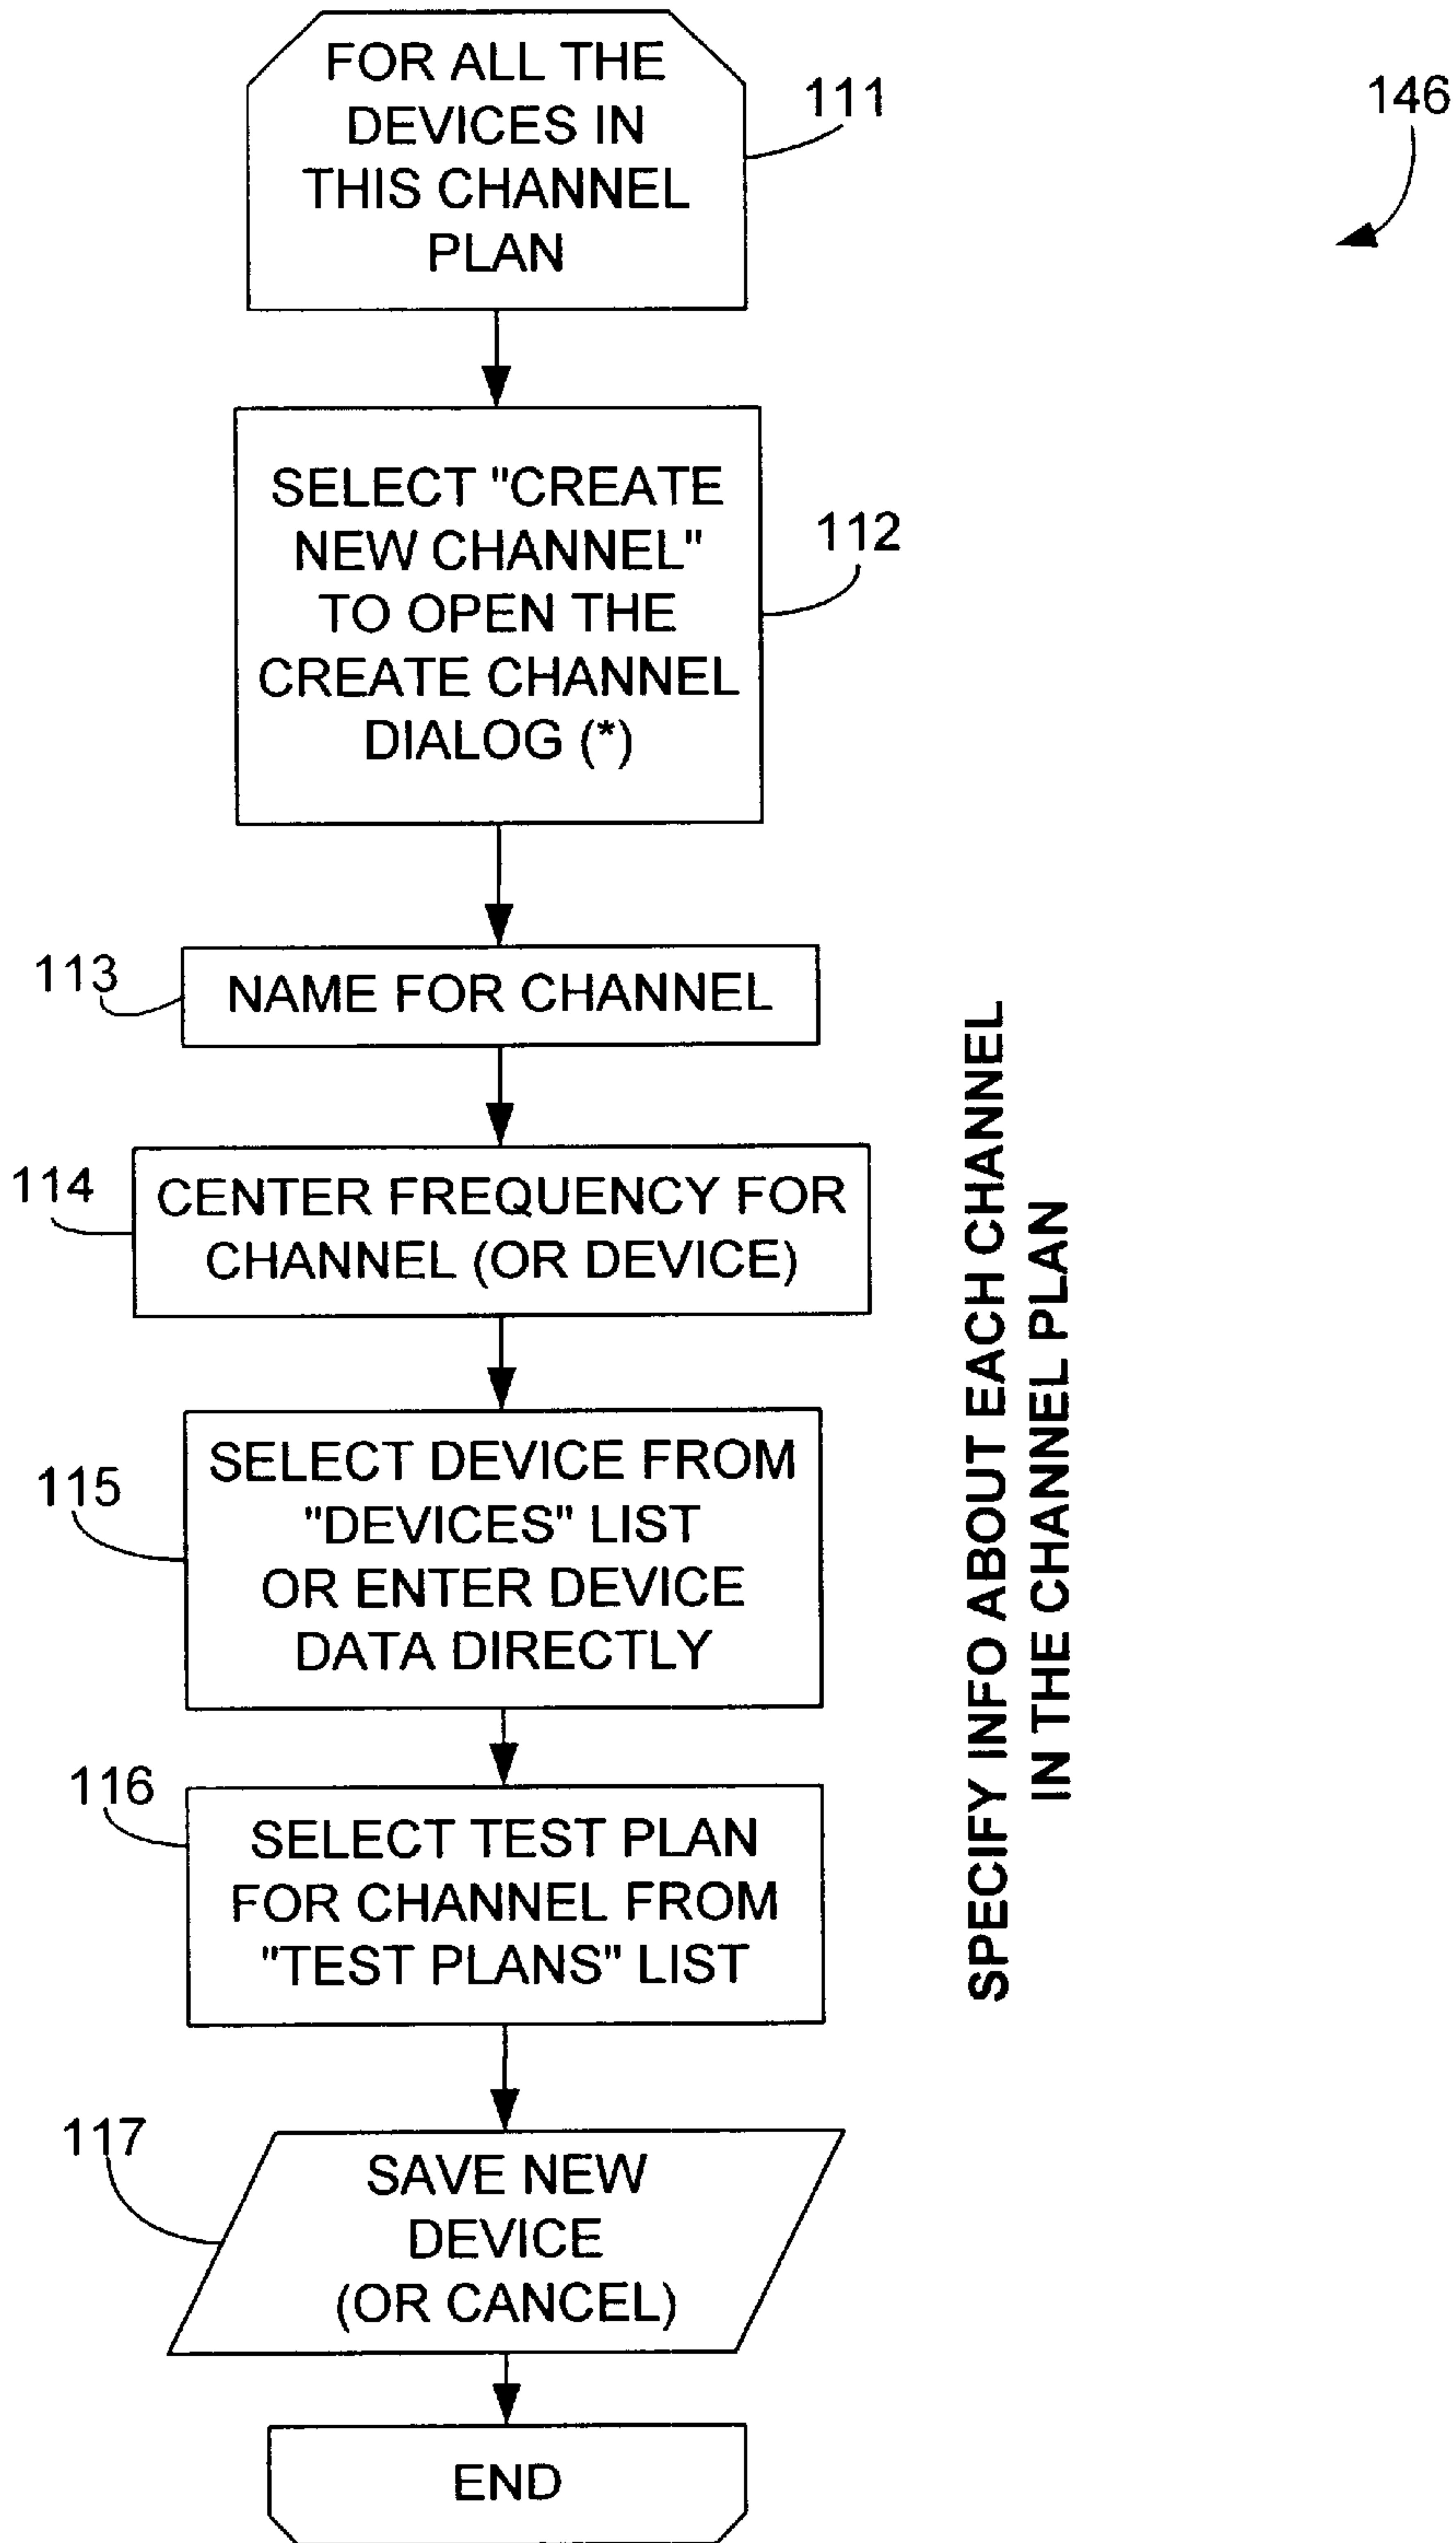 FOR ALL THE
DEVICES IN
THIS CHANNEL
PLAN
111
146
SELECT "CREATE
NEW CHANNEL"
TO OPEN THE
CREATE CHANNEL
DIALOG (*)
112
113
NAME FOR CHANNEL
114
CENTER FREQUENCY FOR
CHANNEL (OR DEVICE)
115
SELECT DEVICE FROM
"DEVICES" LIST
OR ENTER DEVICE
DATA DIRECTLY
116
SELECT TEST PLAN
FOR CHANNEL FROM
"TEST PLANS" LIST
117
SAVE NEW
DEVICE
(OR CANCEL)
END
SPECIFY INFO ABOUT EACH CHANNEL
IN THE CHANNEL PLAN